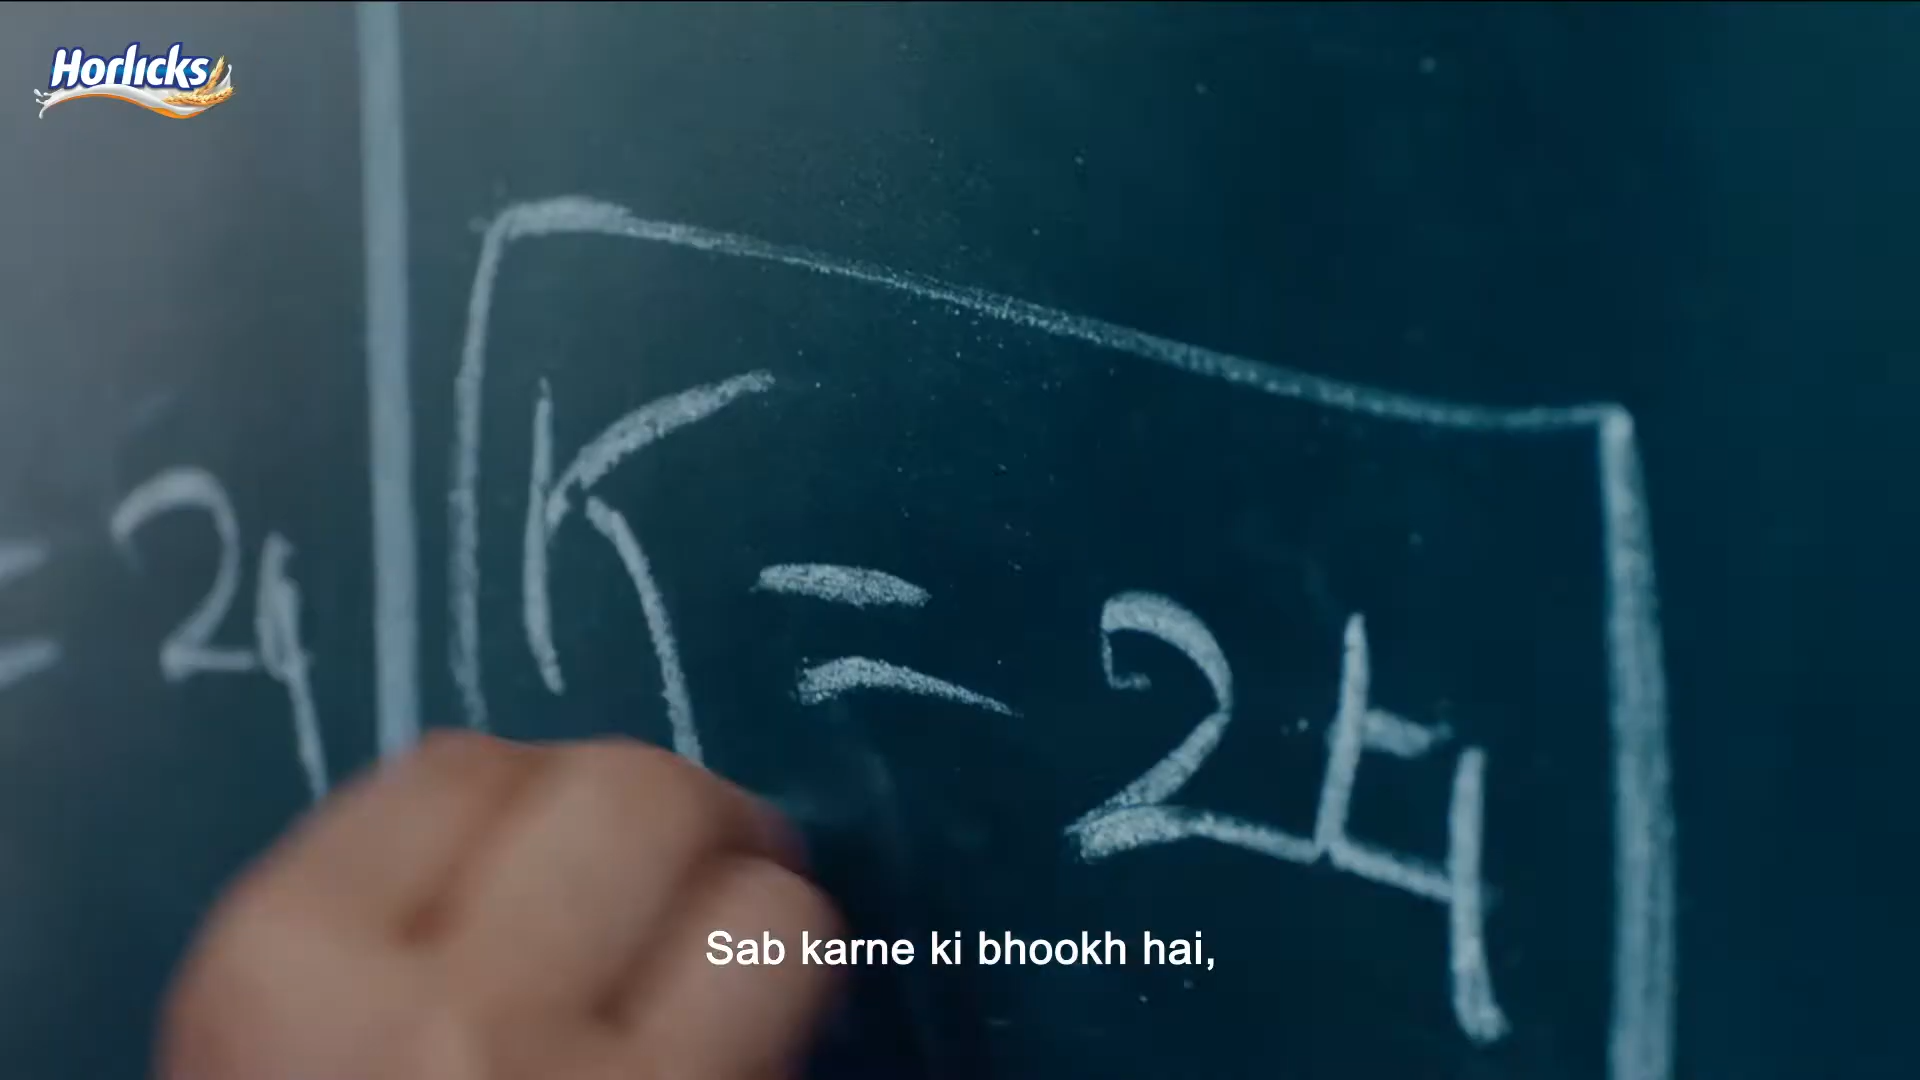 Horlicks
= 24
K = 24
Sab karne ki bhookh hai,